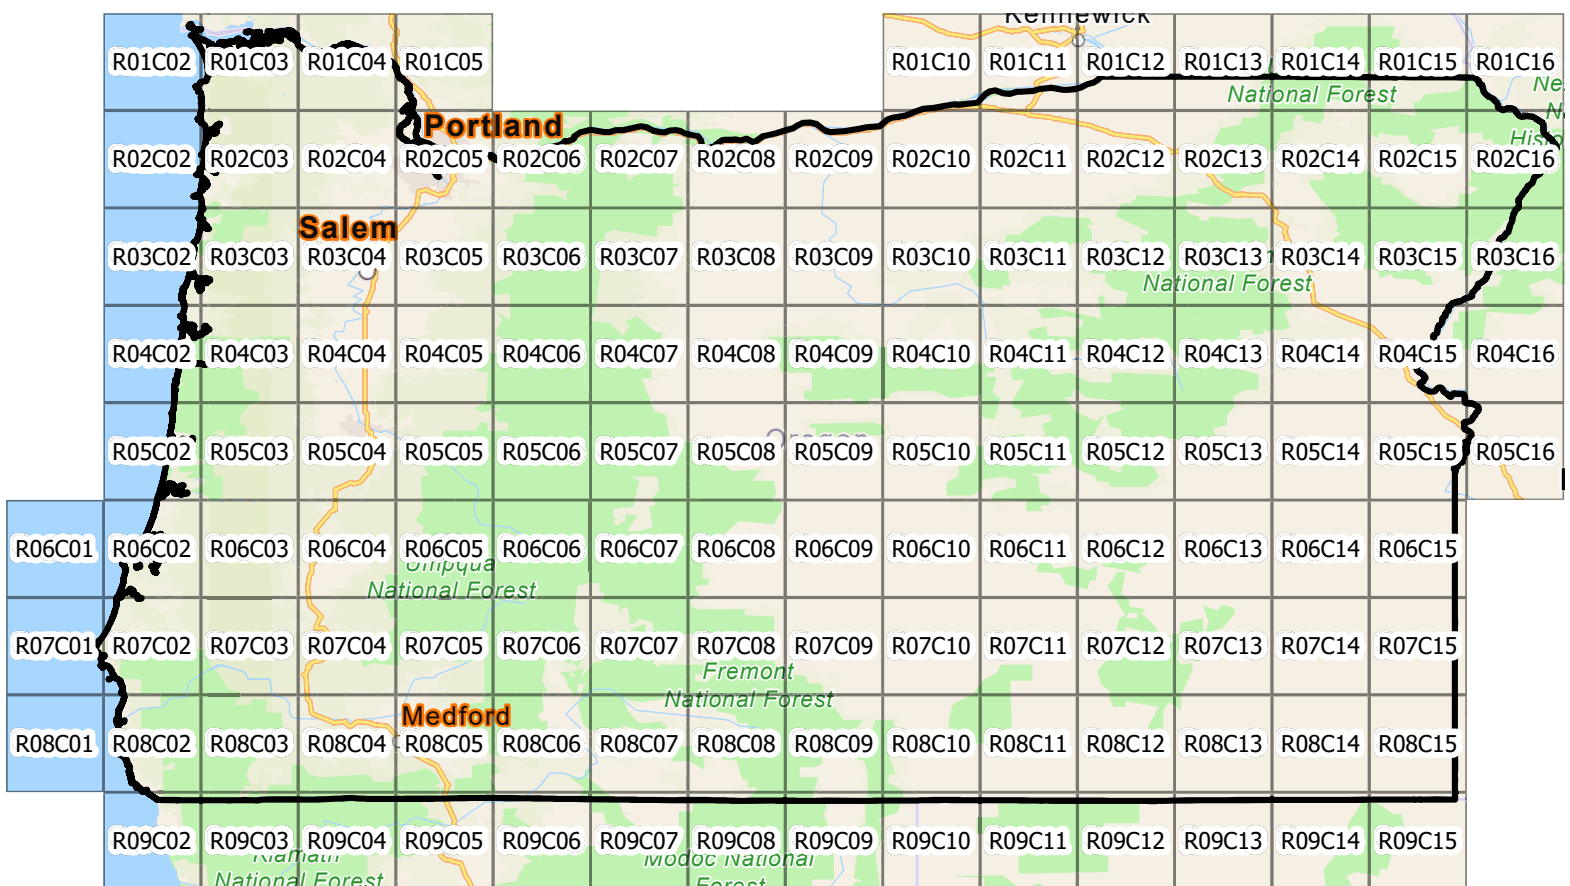 Kennewick
R01C02 R01C03 R01C04 R01C05 R01C10 R01C11 R01C12 R01C13 R01C14 R01C15 R01C16
National Forest
Portland
R02C02 R02C03 R02C04 R02C05 R02C06 R02C07 R02C08 R02C09 R02C10 R02C11 R02C12 R02C13 R02C14 R02C15 R02C16
Salem
R03C02 R03C03 R03C04 R03C05 R03C06 R03C07 R03C08 R03C09 R03C10 R03C11 R03C12 R03C13 R03C14 R03C15 R03C16
National Forest
R04C02 R04C03 R04C04 R04C05 R04C06 R04C07 R04C08 R04C09 R04C10 R04C11 R04C12 R04C13 R04C14 R04C15 R04C16
Oregon
R05C02 R05C03 R05C04 R05C05 R05C06 R05C07 R05C08 R05C09 R05C10 R05C11 R05C12 R05C13 R05C14 R05C15 R05C16
R06C01 R06C02 R06C03 R06C04 R06C05 R06C06 R06C07 R06C08 R06C09 R06C10 R06C11 R06C12 R06C13 R06C14 R06C15
Umpqua
National Forest
R07C01 R07C02 R07C03 R07C04 R07C05 R07C06 R07C07 R07C08 R07C09 R07C10 R07C11 R07C12 R07C13 R07C14 R07C15
Fremont
National Forest
Medford
R08C01 R08C02 R08C03 R08C04 R08C05 R08C06 R08C07 R08C08 R08C09 R08C10 R08C11 R08C12 R08C13 R08C14 R08C15
R09C02 R09C03 R09C04 R09C05 R09C06 R09C07 R09C08 R09C09 R09C10 R09C11 R09C12 R09C13 R09C14 R09C15
Klamath
National Forest
Modoc National
Forest